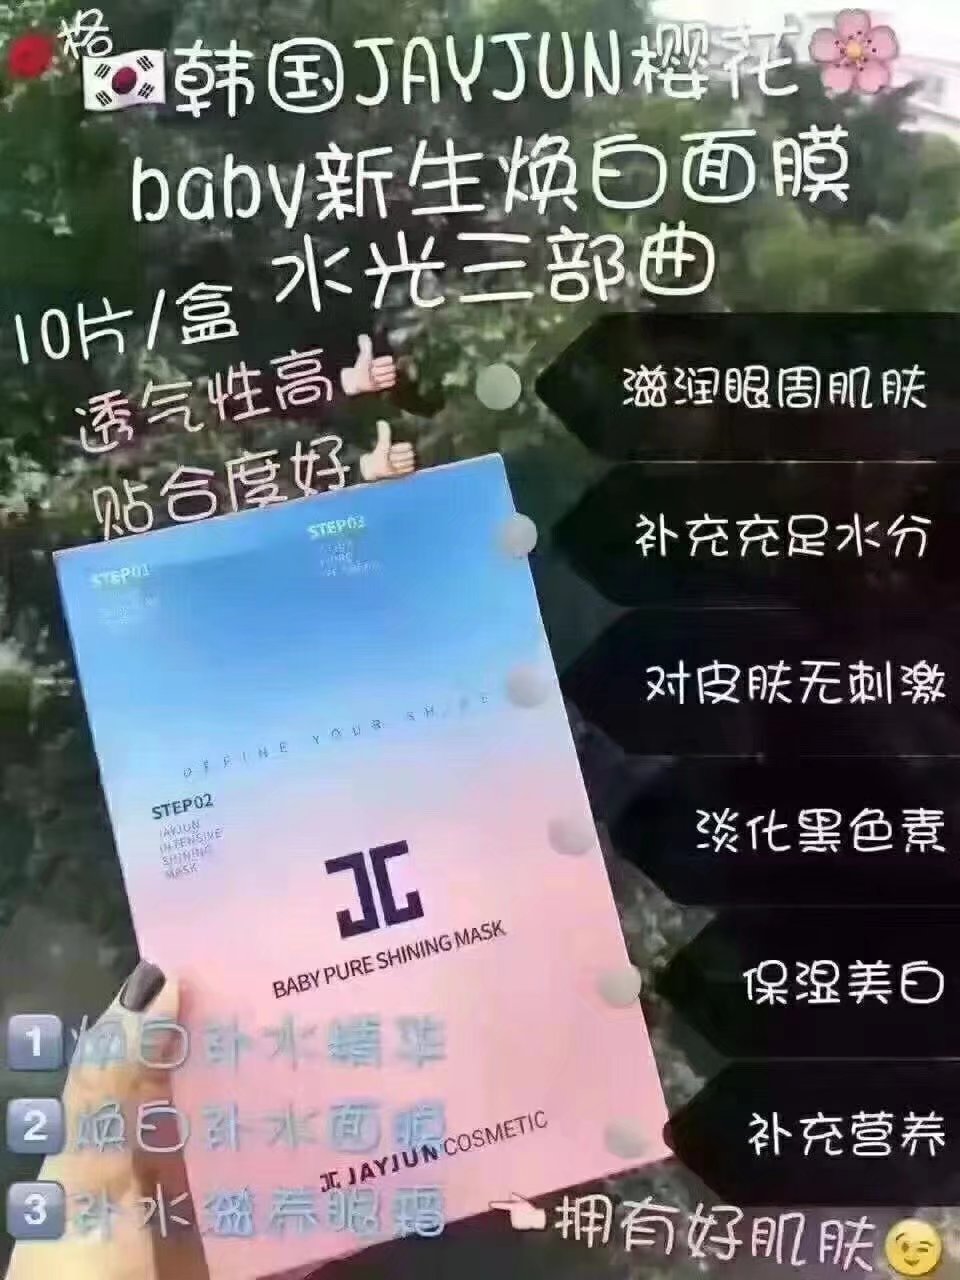 格
韩国JAYJUN樱花
baby新生焕白面膜
水光三部曲
10片/盒
透气性高
贴合度好
滋润眼周肌肤
补充充足水分
对皮肤无刺激
淡化黑色素
保湿美白
补充营养
STEP01
STEP03
DEFINE YOUR SHINE
STEP02
JAYJUN
INTENSIVE
SHINING
MASK
BABY PURE SHINING MASK
JAYJUN COSMETIC
1焕白补水精华
2焕白补水面膜
3补水滋养眼霜
拥有好肌肤